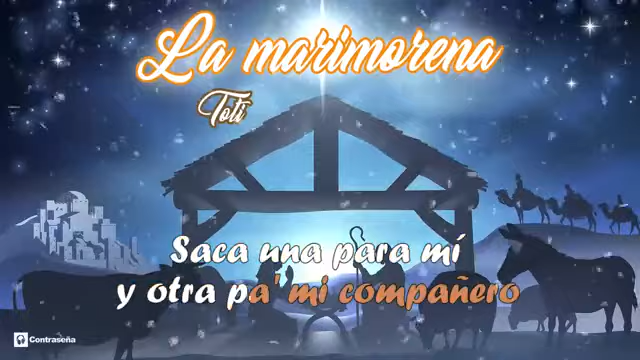 La marimorena
Toti
Saca una para mí
y otra pa' mi compañero
Contraseña